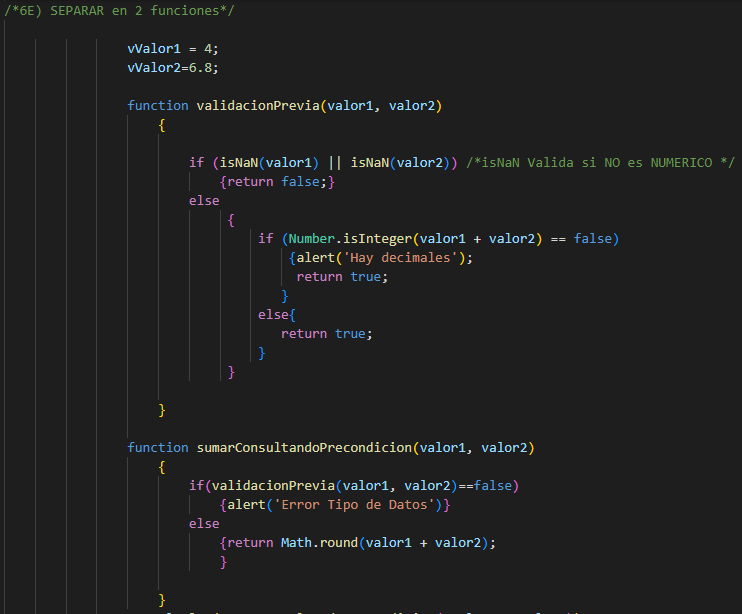 /*6E) SEPARAR en 2 funciones*/
vValor1 = 4;
vValor2=6.8;
function validacionPrevia(valor1, valor2)
{
if (isNaN(valor1) || isNaN(valor2)) /*isNaN Valida si NO es NUMERICO */
{return false;}
else
{
if (Number.isInteger(valor1 + valor2) == false)
{alert('Hay decimales');
return true;
}
else{
return true;
}
}
}
function sumarConsultandoPrecondicion(valor1, valor2)
{
if(validacionPrevia(valor1, valor2)==false)
{alert('Error Tipo de Datos')}
else
{return Math.round(valor1 + valor2);
}
}